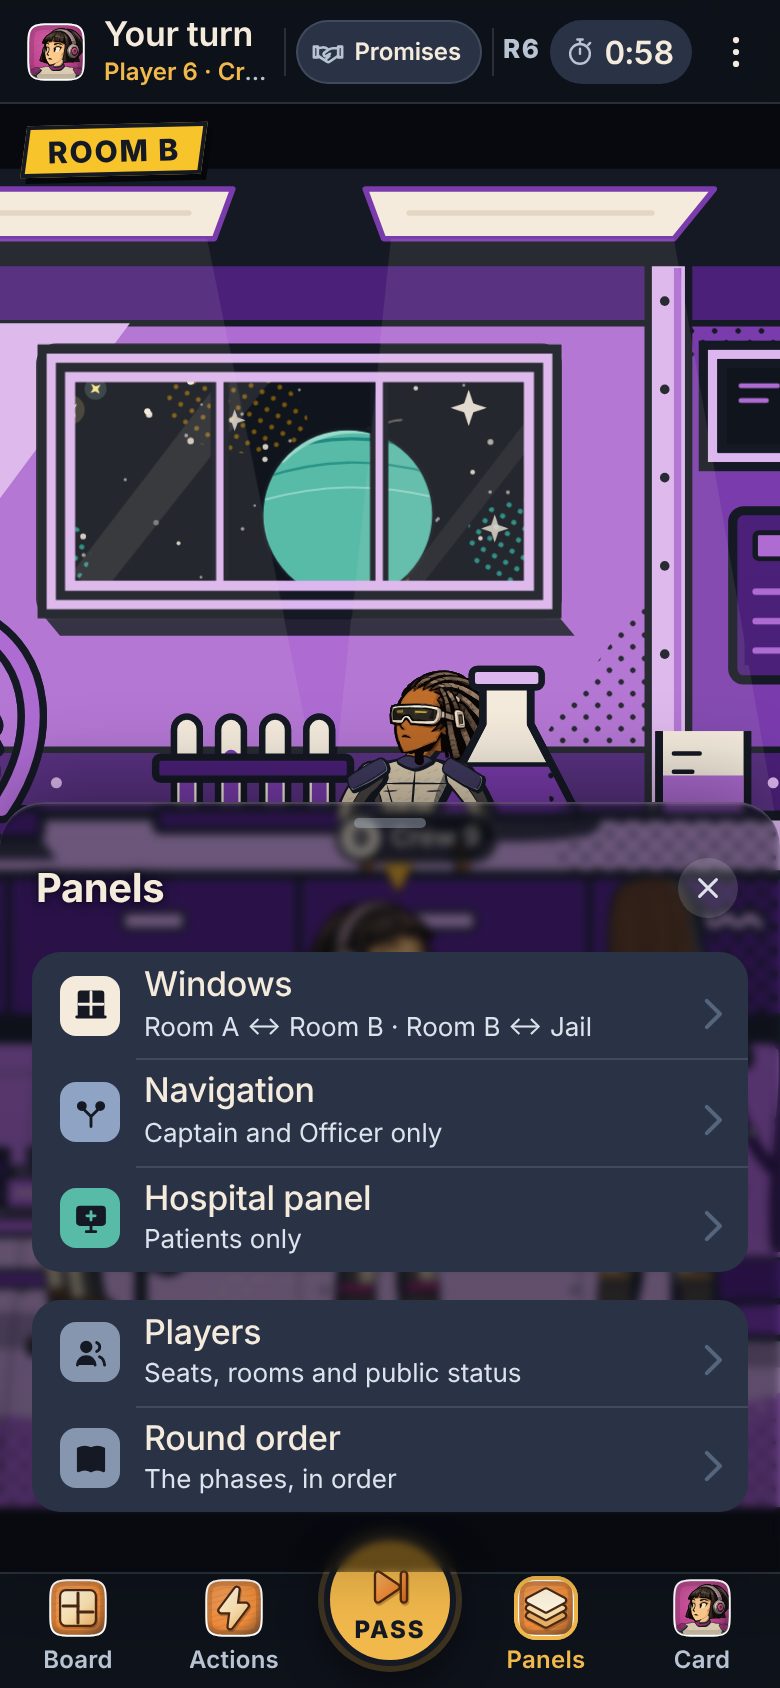 Your turn
Player 6 · Cr...
Promises
R6
0:58
ROOM B
Panels
Windows
Room A ↔ Room B · Room B ↔ Jail
Navigation
Captain and Officer only
Hospital panel
Patients only
Players
Seats, rooms and public status
Round order
The phases, in order
PASS
Board
Actions
Panels
Card